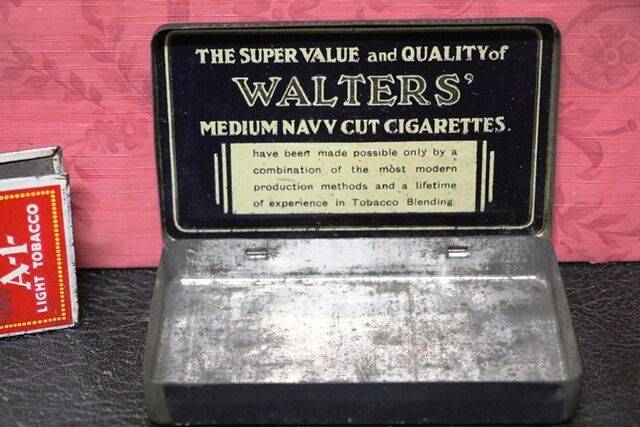 THE SUPER VALUE and QUALITY of
WALTERS'
MEDIUM NAVY CUT CIGARETTES.
have been made possible only by a
combination of the most modern
production methods and a lifetime
of experience in Tobacco Blending.
A-1-
LIGHT TOBACCO